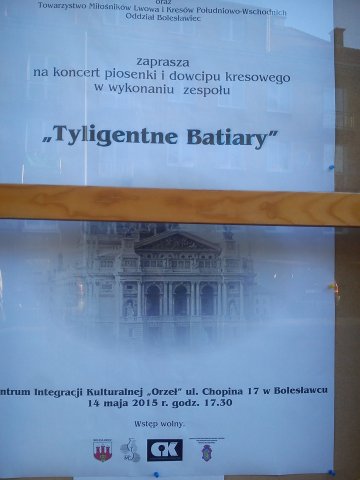 oraz
Towarzystwo Miłośników Lwowa i Kresów Południowo-Wschodnich
Oddział Bolesławiec
zaprasza
na koncert piosenki i dowcipu kresowego
w wykonaniu zespołu
„Tyligentne Batiary"
ntrum Integracji Kulturalnej „Orzeł" ul. Chopina 17 w Bolesławcu
14 maja 2015 r. godz. 17.30
Wstęp wolny.